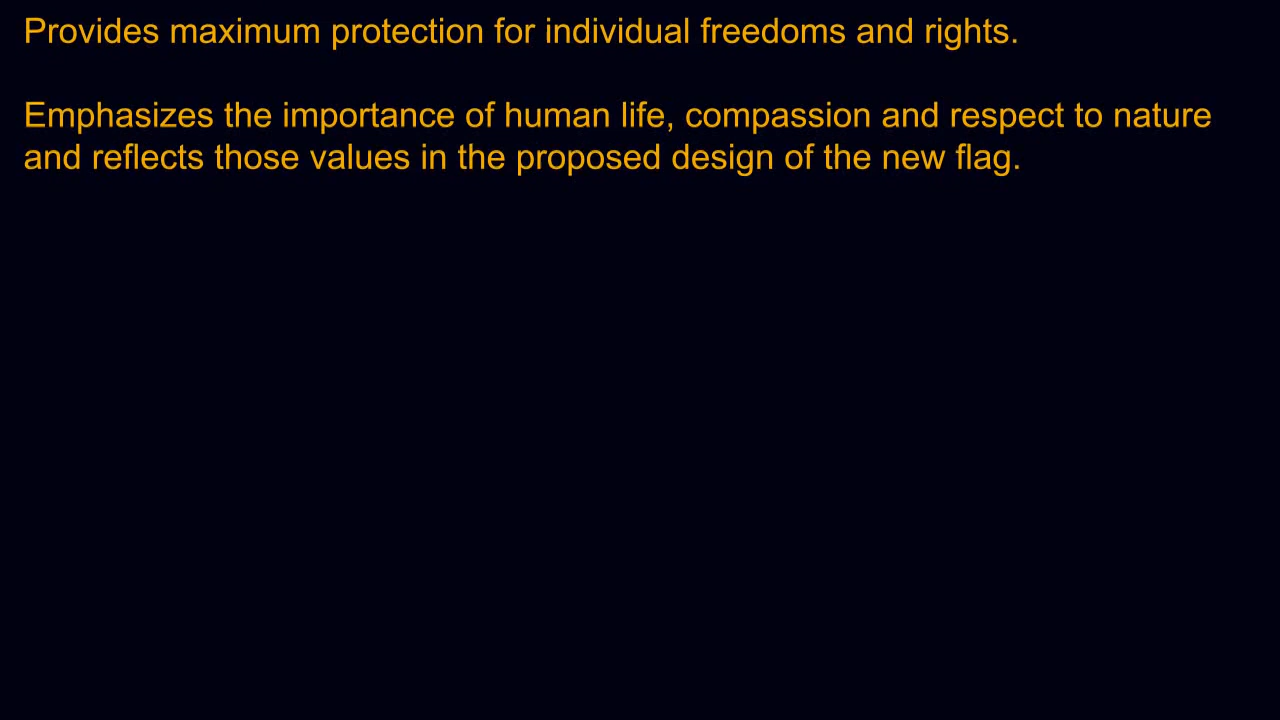 Provides maximum protection for individual freedoms and rights.
Emphasizes the importance of human life, compassion and respect to nature
and reflects those values in the proposed design of the new flag.